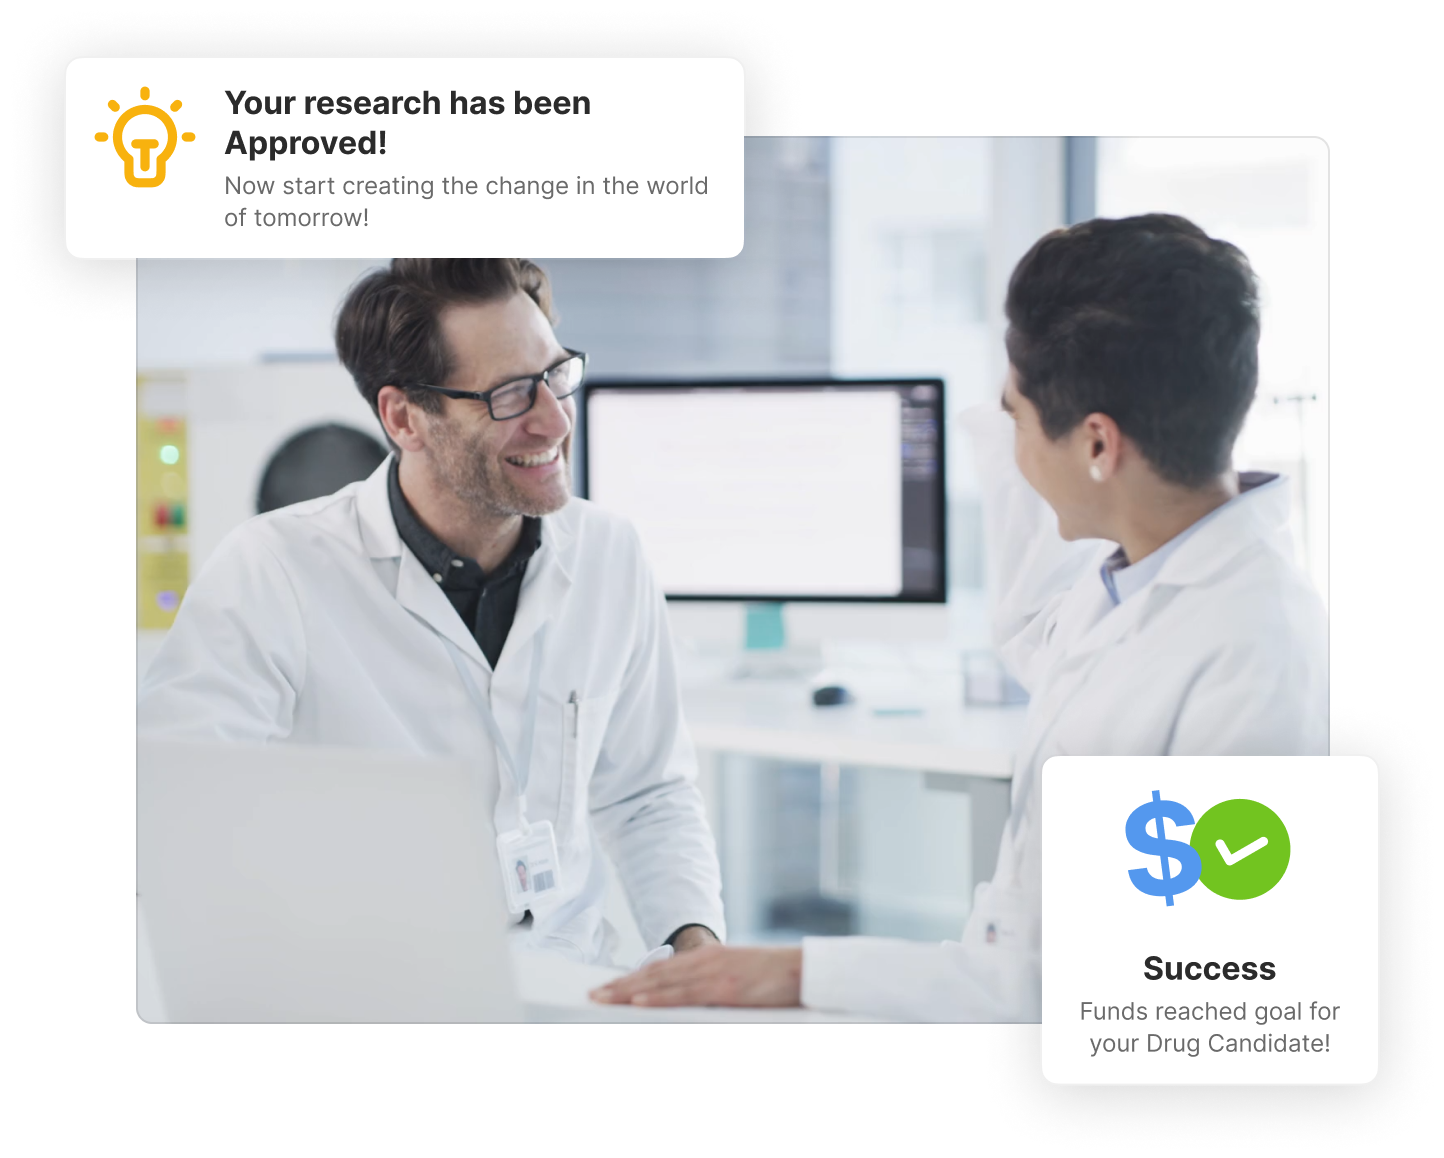 Your research has been
Approved!
Now start creating the change in the world
of tomorrow!
$
Success
Funds reached goal for
your Drug Candidate!